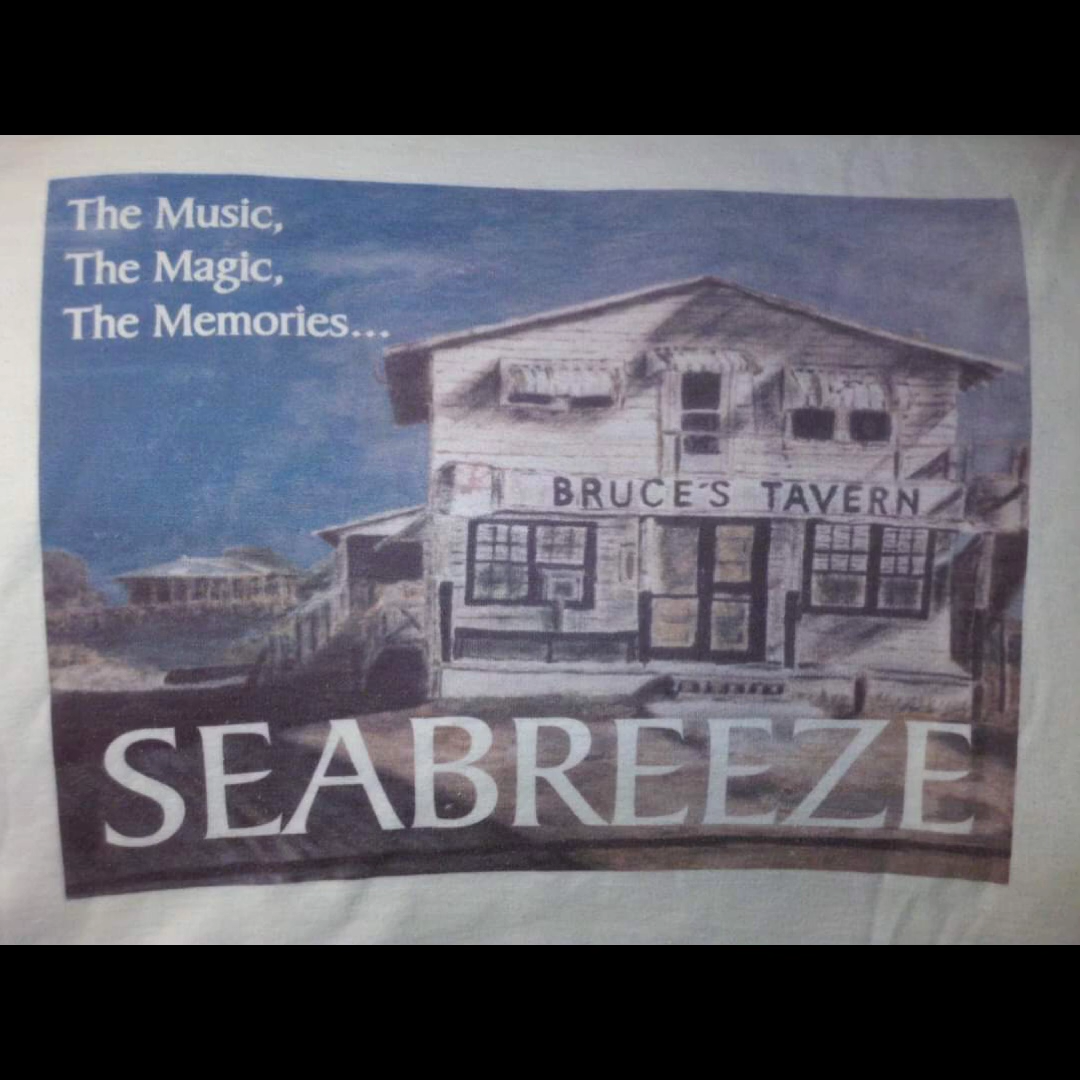 The Music,
The Magic,
The Memories...
BRUCE'S TAVERN
SEABREEZE